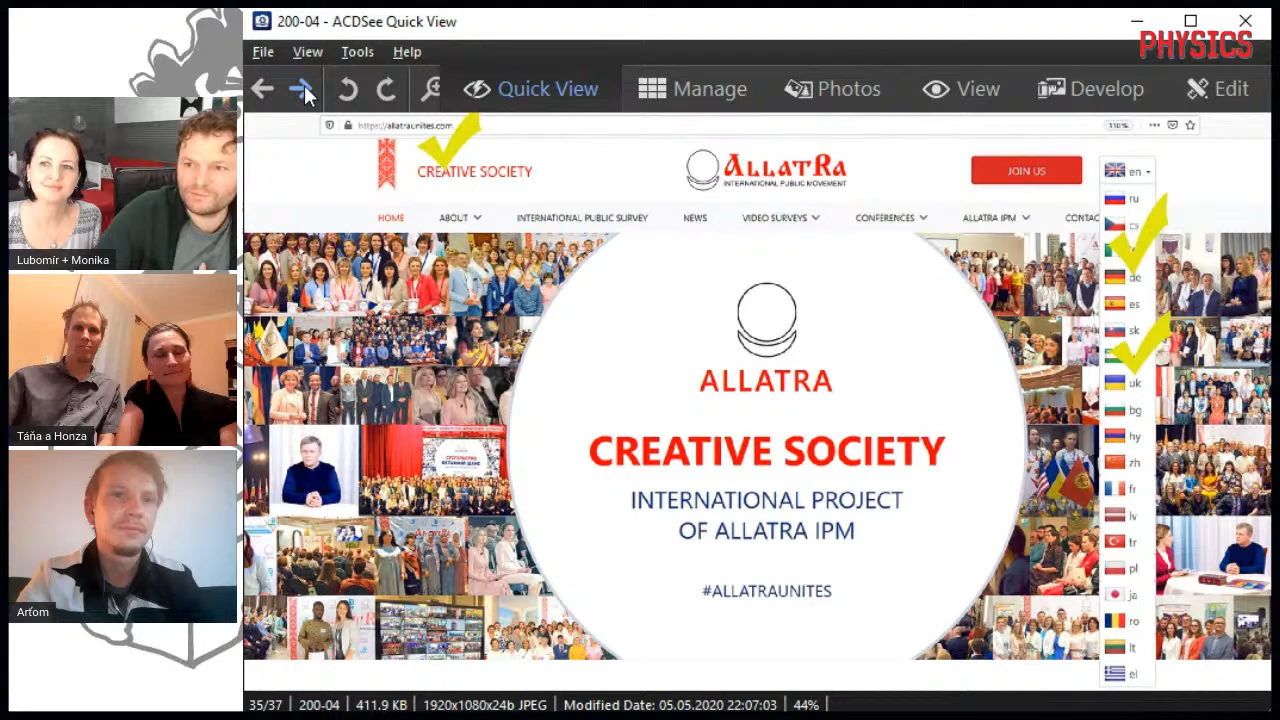 200-04 - ACDSee Quick View
File View Tools Help
PHYSICS
Quick View Manage Photos View Develop Edit
https://allatraunites.com
110%
CREATIVE SOCIETY
ALLATRA
INTERNATIONAL PUBLIC MOVEMENT
JOIN US
en
HOME ABOUT INTERNATIONAL PUBLIC SURVEY NEWS VIDEO SURVEYS CONFERENCES ALLATRA IPM
ru
cs
de
es
sk
uk
bg
hy
zh
fr
lv
tr
pl
ja
ro
lt
el
ALLATRA
CREATIVE SOCIETY
INTERNATIONAL PROJECT
OF ALLATRA IPM
#ALLATRAUNITES
Lubomír + Monika
Táňa a Honza
Arťom
35/37 200-04 411.9 KB 1920x1080x24b JPEG Modified Date: 05.05.2020 22:07:03 44%